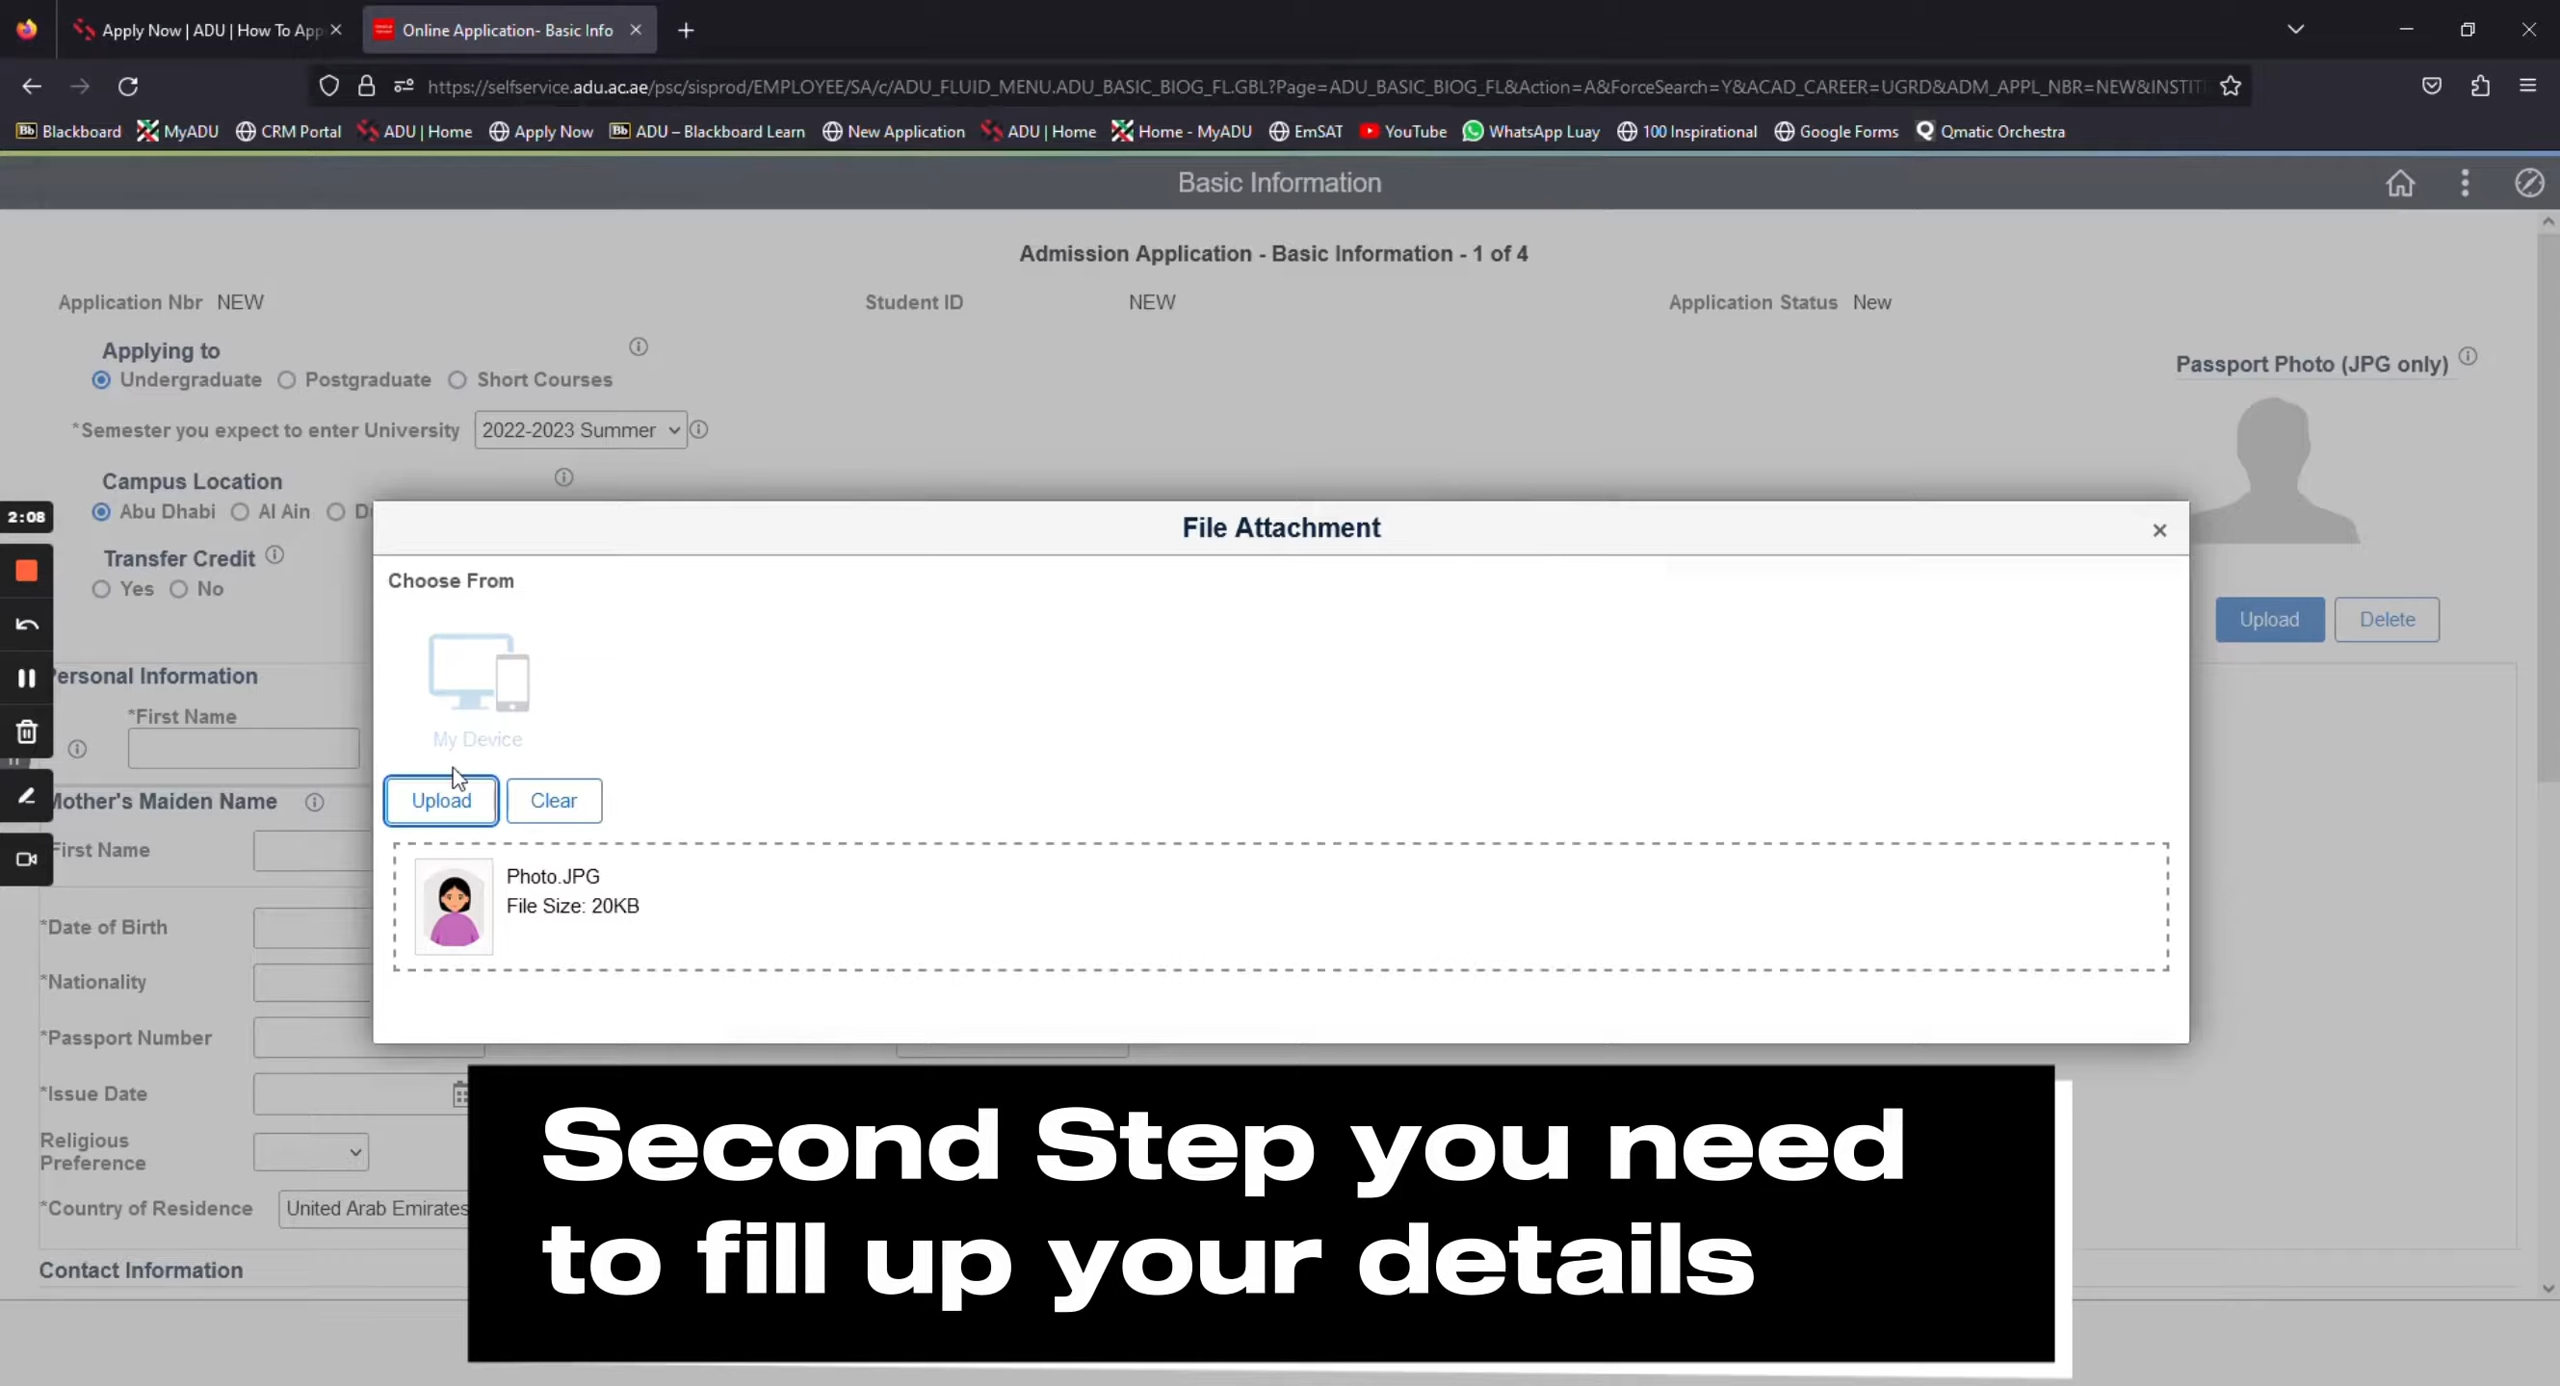 Apply Now | ADU | How To App
Online Application- Basic Info
https://selfservice.adu.ac.ae/psc/sisprod/EMPLOYEE/SA/c/ADU_FLUID_MENU.ADU_BASIC_BIOG_FL.GBL?Page=ADU_BASIC_BIOG_FL&Action=A&ForceSearch=Y&ACAD_CAREER=UGRD&ADM_APPL_NBR=NEW&INSTIT
Bb Blackboard MyADU CRM Portal ADU | Home Apply Now Bb ADU – Blackboard Learn New Application ADU | Home Home - MyADU EmSAT YouTube WhatsApp Luay 100 Inspirational Google Forms Qmatic Orchestra
Basic Information
Admission Application - Basic Information - 1 of 4
Application Nbr NEW Student ID NEW Application Status New
Applying to
Undergraduate Postgraduate Short Courses
Passport Photo (JPG only)
*Semester you expect to enter University 2022-2023 Summer
Campus Location
Abu Dhabi Al Ain D
2:08
File Attachment
Transfer Credit
Yes No
Choose From
Upload Delete
ersonal Information
*First Name
My Device
Mother's Maiden Name
Upload Clear
First Name
Photo.JPG
File Size: 20KB
*Date of Birth
*Nationality
*Passport Number
*Issue Date
Religious
Preference
*Country of Residence United Arab Emirates
Contact Information
Second Step you need
to fill up your details